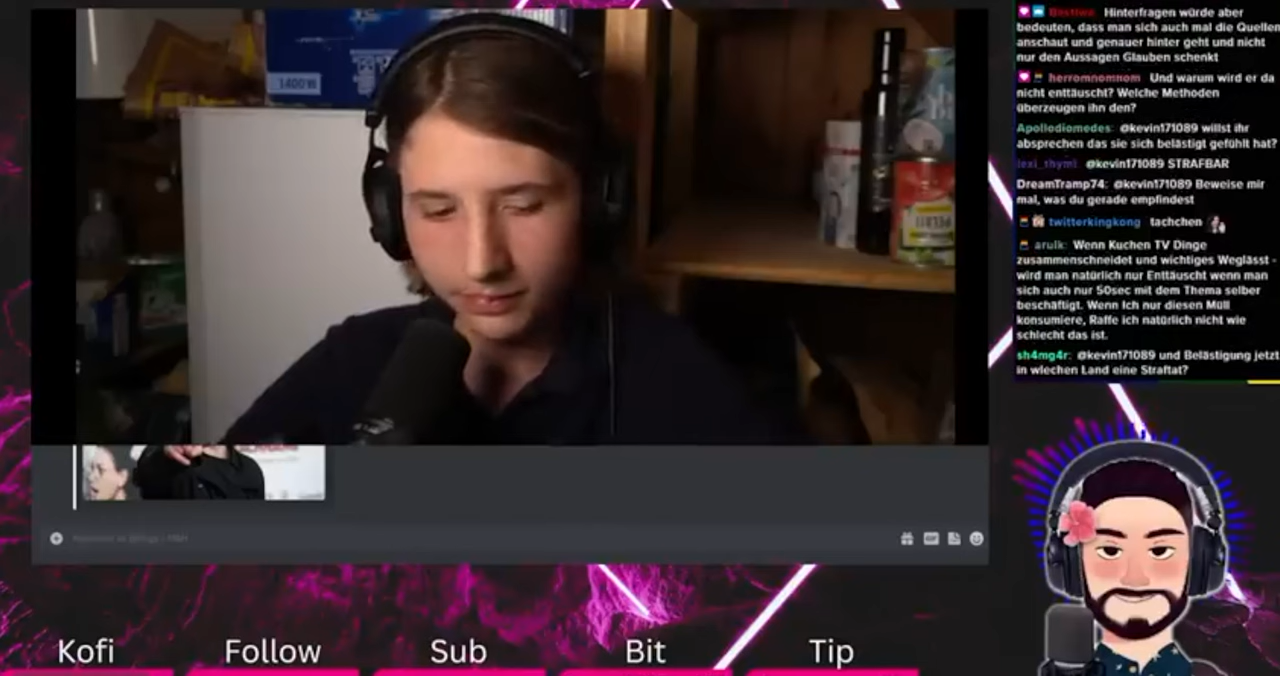 1400W
Hinterfragen würde aber
bedeuten, dass man sich auch mal die Quellen
anschaut und genauer hinter geht und nicht
nur den Aussagen Glauben schenkt
herromnomnom Und warum wird er da
nicht enttäuscht? Welche Methoden
überzeugen ihn den?
Apollodiomedes: @kevin171089 willst ihr
absprechen das sie sich belästigt gefühlt hat?
lexi_thymi @kevin171089 STRAFBAR
DreamTramp74: @kevin171089 Beweise mir
mal, was du gerade empfindest
twitterkingkong tachchen
arulk: Wenn Kuchen TV Dinge
zusammenschneidet und wichtiges Weglässt -
wird man natürlich nur Enttäuscht wenn man
sich auch nur 50sec mit dem Thema selber
beschäftigt. Wenn Ich nur diesen Müll
konsumiere, Raffe ich natürlich nicht wie
schlecht das ist.
sh4mg4r: @kevin171089 und Belästigung jetzt
in wlechen Land eine Straftat?
GIF
Kofi Follow Sub Bit Tip